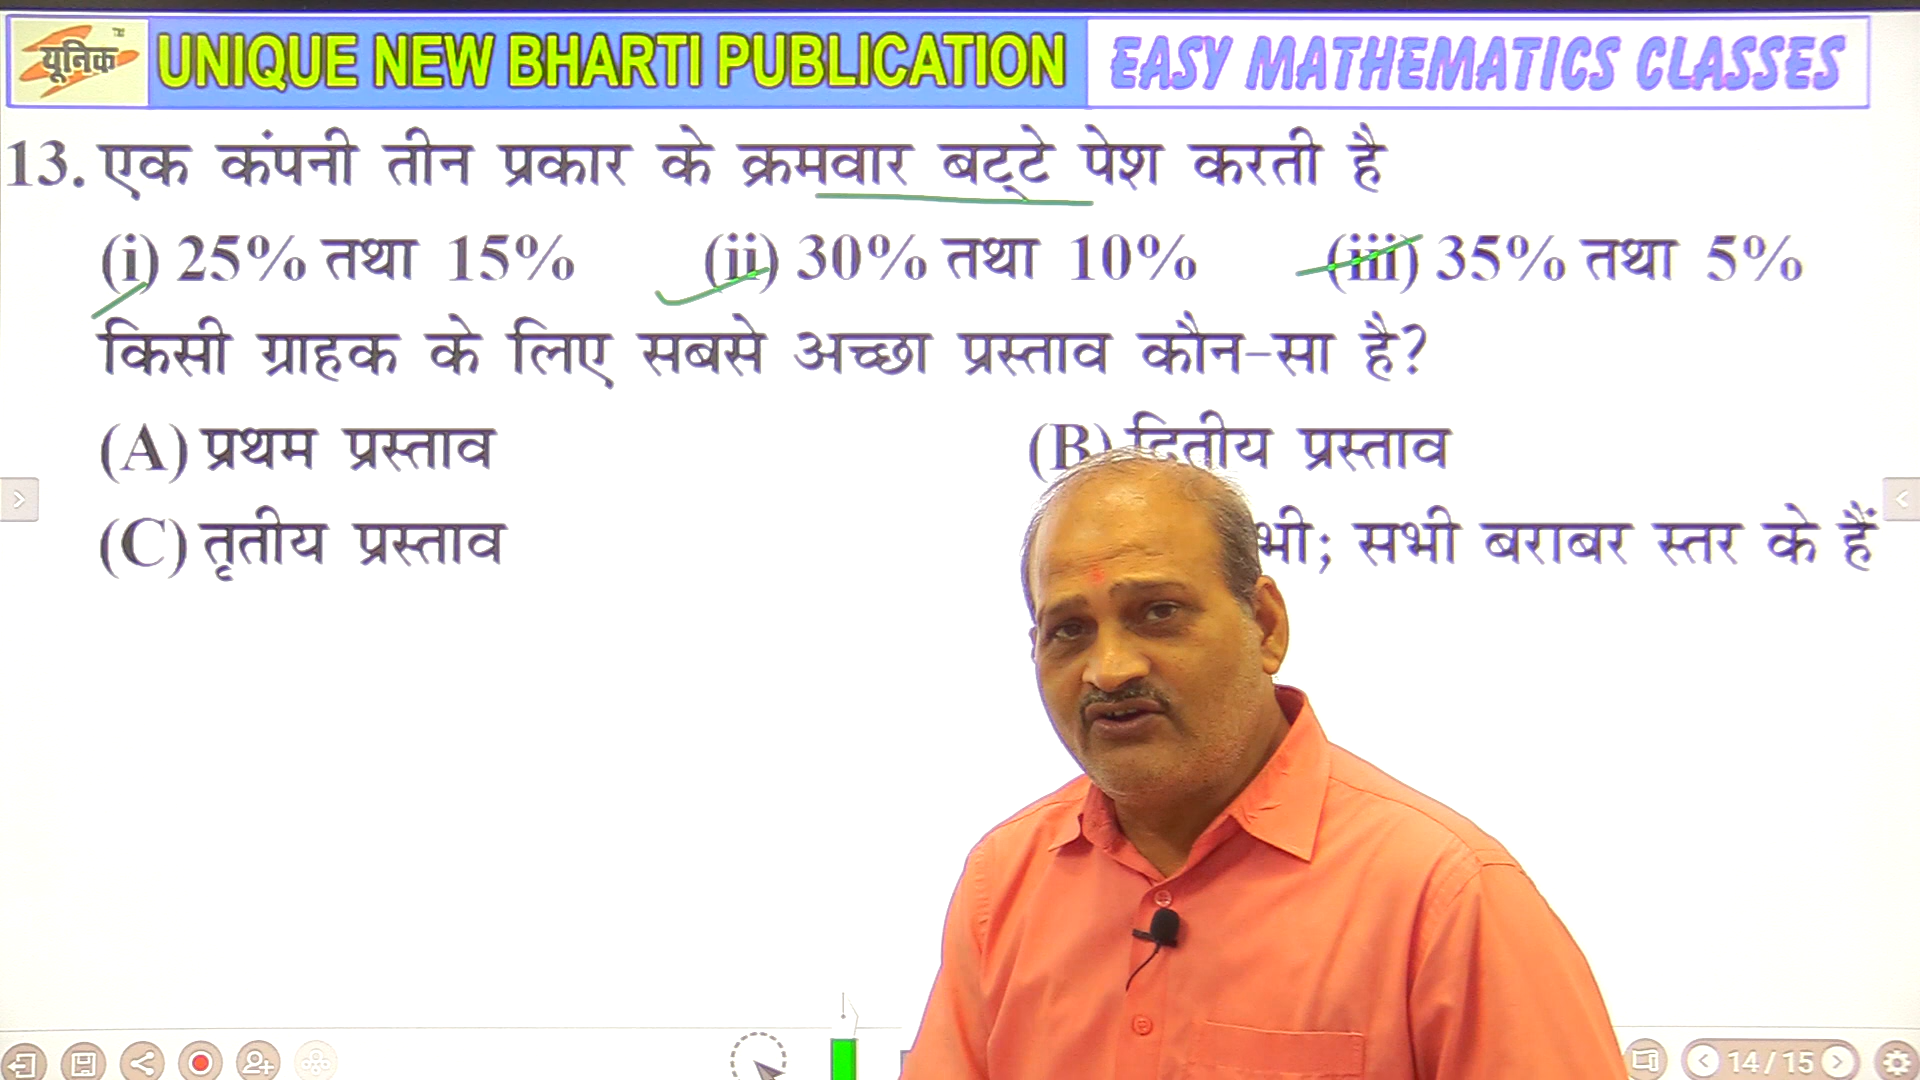 यूनिक TM
UNIQUE NEW BHARTI PUBLICATION EASY MATHEMATICS CLASSES
13. एक कंपनी तीन प्रकार के क्रमवार बट्टे पेश करती है
(i) 25% तथा 15% (ii) 30% तथा 10% (iii) 35% तथा 5%
किसी ग्राहक के लिए सबसे अच्छा प्रस्ताव कौन-सा है?
(A) प्रथम प्रस्ताव (B) द्वितीय प्रस्ताव
(C) तृतीय प्रस्ताव भी; सभी बराबर स्तर के हैं
14/15